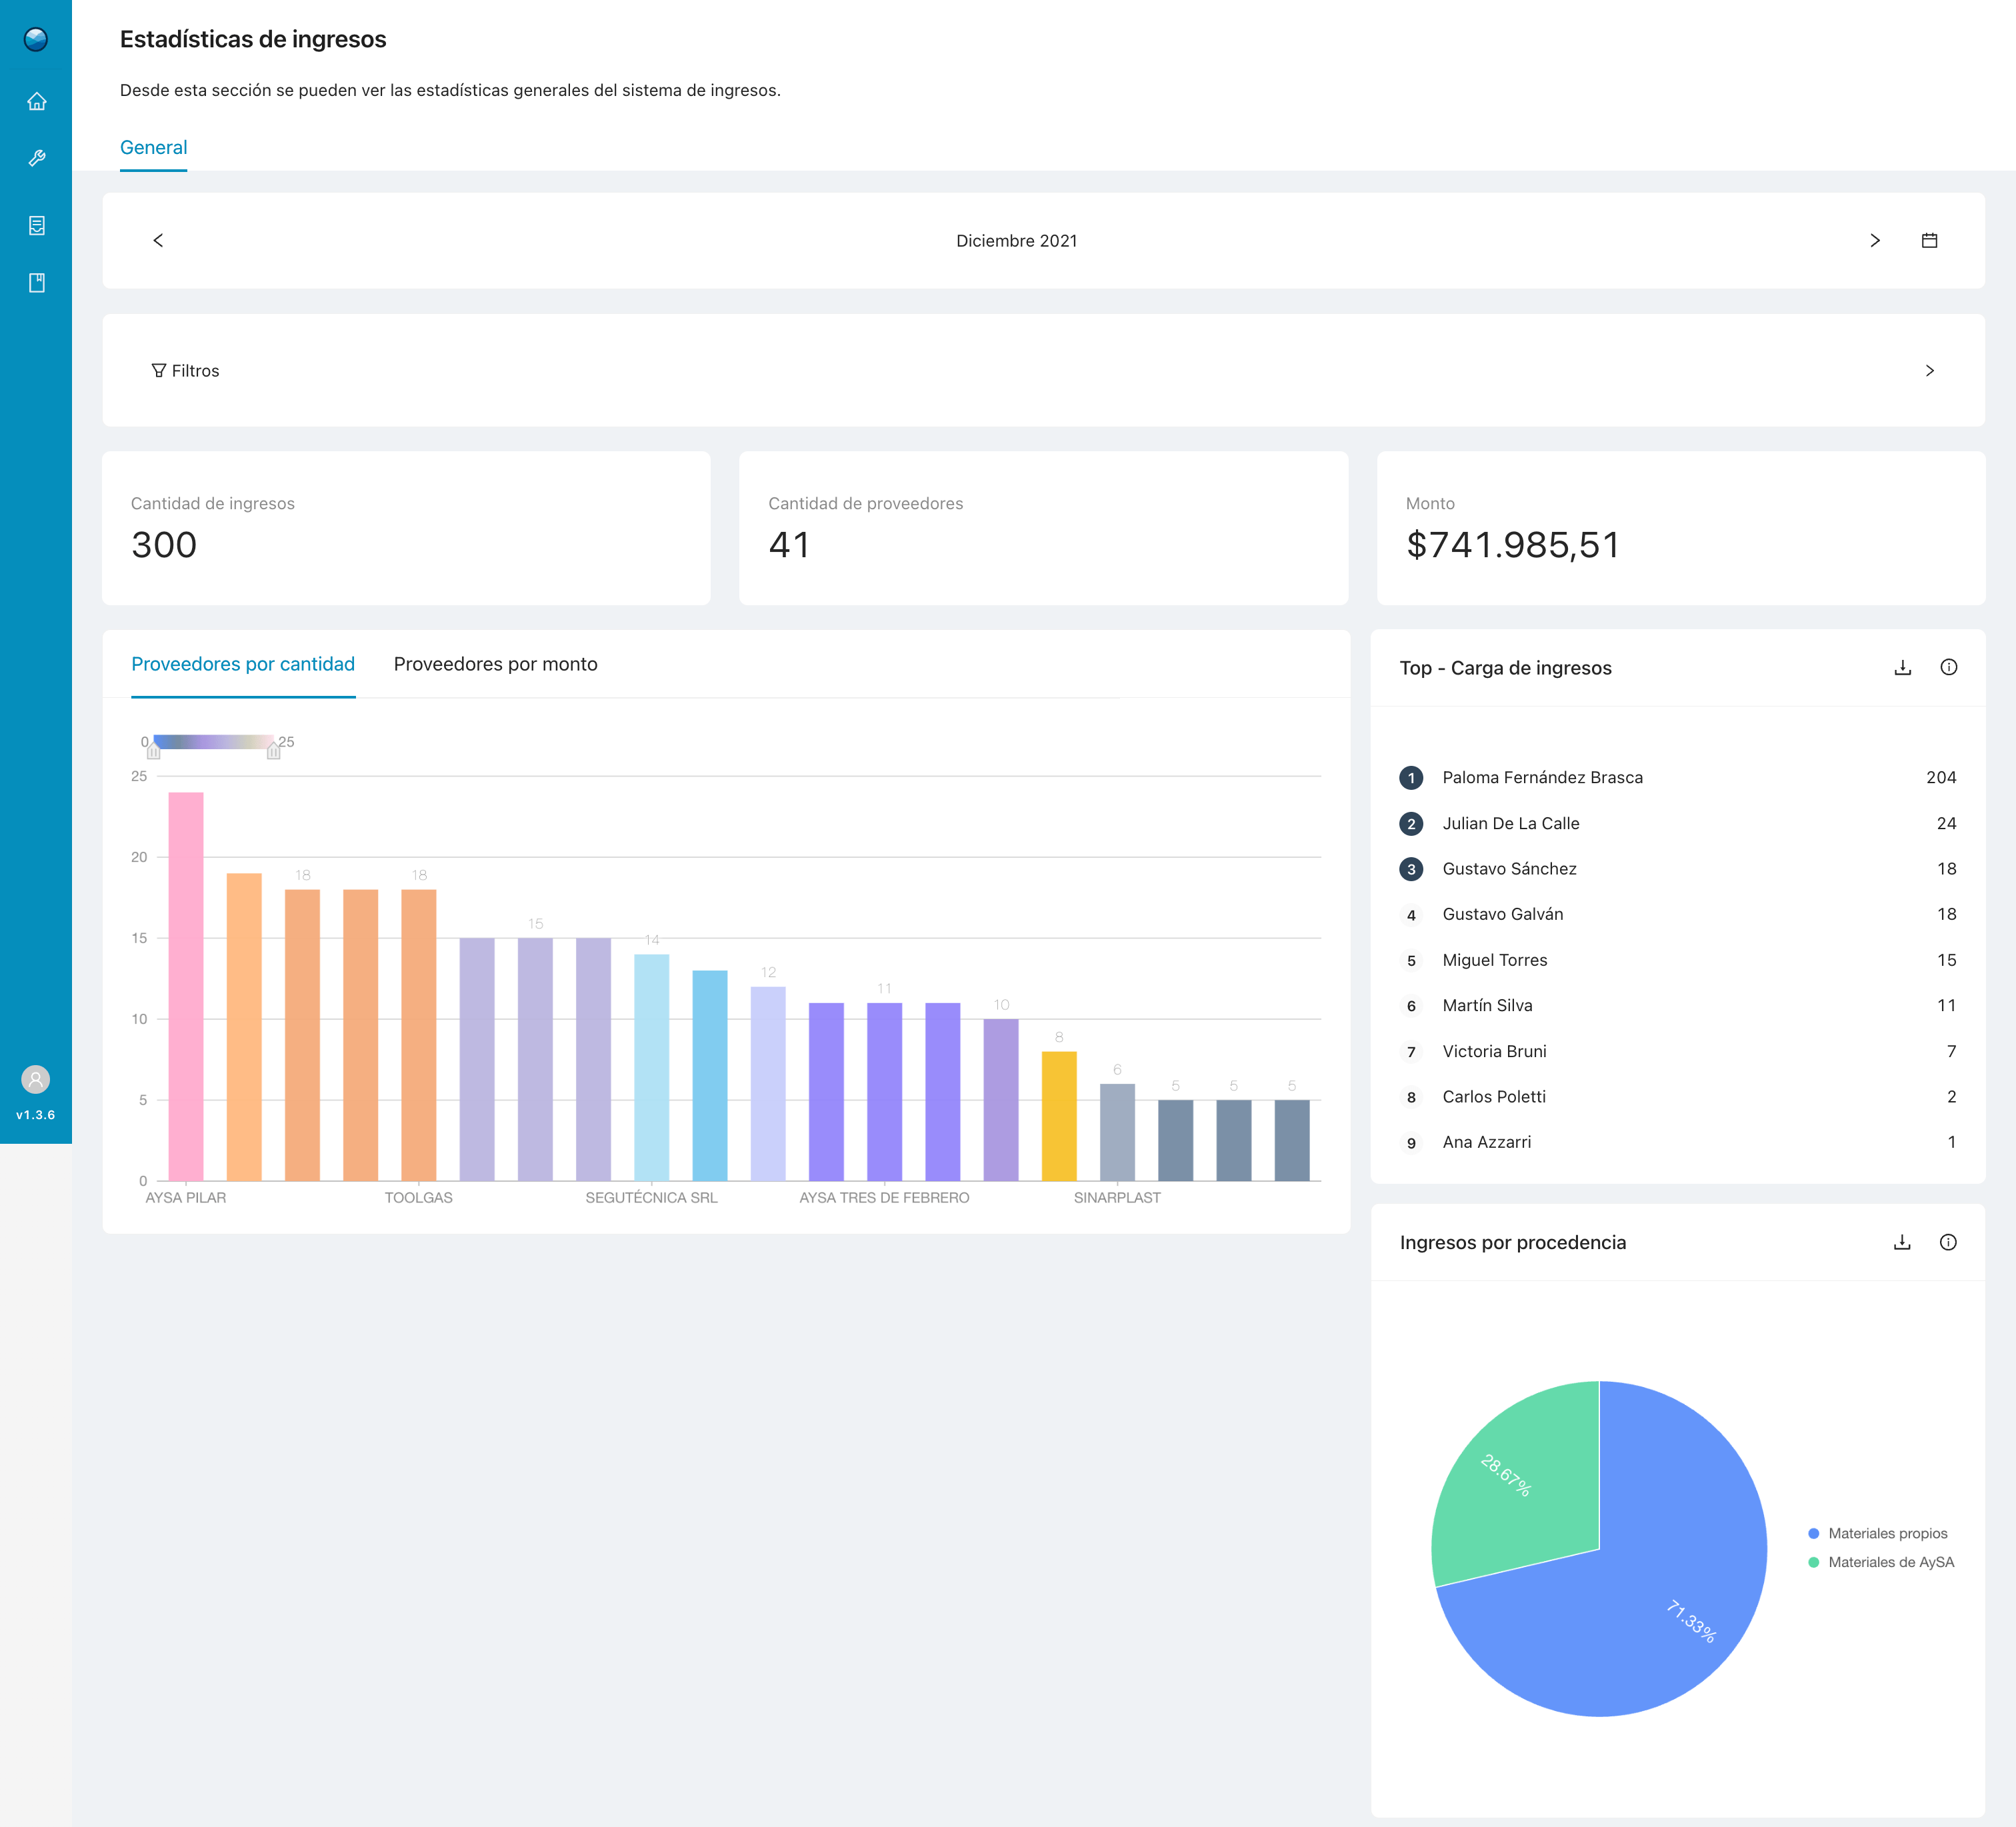 Estadísticas de ingresos
Desde esta sección se pueden ver las estadísticas generales del sistema de ingresos.
General
Diciembre 2021
Filtros
Cantidad de ingresos
300
Cantidad de proveedores
41
Monto
$741.985,51
Proveedores por cantidad
Proveedores por monto
0
25
25
20
15
10
5
0
18
18
15
14
12
11
10
8
6
5
5
5
AYSA PILAR
TOOLGAS
SEGUTÉCNICA SRL
AYSA TRES DE FEBRERO
SINARPLAST
Top - Carga de ingresos
1 Paloma Fernández Brasca 204
2 Julian De La Calle 24
3 Gustavo Sánchez 18
4 Gustavo Galván 18
5 Miguel Torres 15
6 Martín Silva 11
7 Victoria Bruni 7
8 Carlos Poletti 2
9 Ana Azzarri 1
Ingresos por procedencia
28.67%
71.33%
Materiales propios
Materiales de AySA
v1.3.6